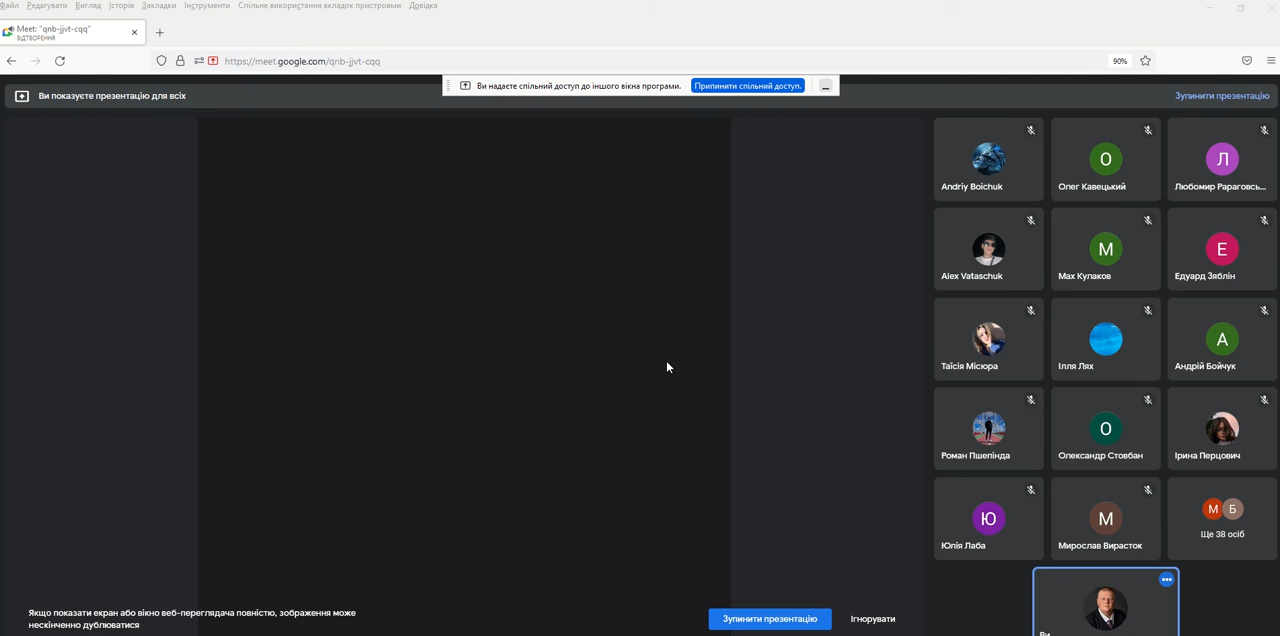 Файл Редагувати Вигляд Історія Закладки Інструменти Спільне використання вкладок пристроями Довідка
Meet: "qnb-jjvt-cqq"
ВІДТВОРЕННЯ
https://meet.google.com/qnb-jjvt-cqq
90%
Ви надаєте спільний доступ до іншого вікна програми.
Припинити спільний доступ.
Ви показуєте презентацію для всіх
Зупинити презентацію
Andriy Boichuk
О
Олег Кавецький
Л
Любомир Рараговсь...
Alex Vataschuk
М
Мах Кулаков
Е
Едуард Зяблін
Таїсія Місюра
Ілля Лях
А
Андрій Бойчук
Роман Пшепінда
О
Олександр Стовбан
Ірина Перцович
Ю
Юлія Лаба
М
Мирослав Вирасток
М Б
Ще 38 осіб
Ви
Якщо показати екран або вікно веб-переглядача повністю, зображення може
нескінченно дублюватися
Зупинити презентацію
Ігнорувати